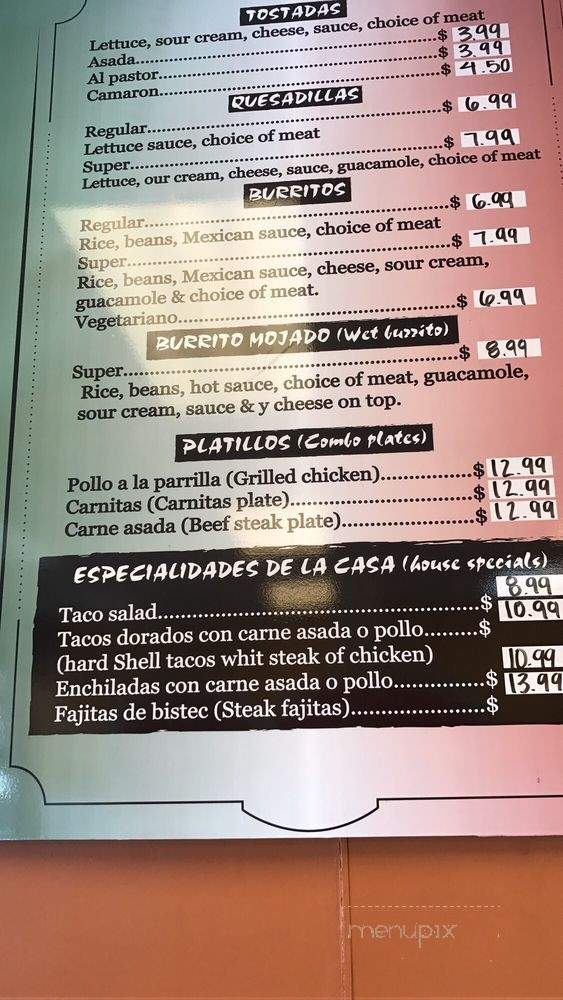 TOSTADAS
Lettuce, sour cream, cheese, sauce, choice of meat
Asada..............................................$ 3.99
Al pastor..........................................$ 3.99
Camaron............................................$ 4.50
QUESADILLAS
Regular............................................$ 6.99
Lettuce sauce, choice of meat
Super..............................................$ 7.99
Lettuce, our cream, cheese, sauce, guacamole, choice of meat
BURRITOS
Regular............................................$ 6.99
Rice, beans, Mexican sauce, choice of meat
Super..............................................$ 7.99
Rice, beans, Mexican sauce, cheese, sour cream,
guacamole & choice of meat.
Vegetariano........................................$ 6.99
BURRITO MOJADO (Wet burrito)
Super..............................................$ 8.99
Rice, beans, hot sauce, choice of meat, guacamole,
sour cream, sauce & y cheese on top.
PLATILLOS (Combo plates)
Pollo a la parrilla (Grilled chicken)...............$ 12.99
Carnitas (Carnitas plate)..........................$ 12.99
Carne asada (Beef steak plate)......................$ 12.99
ESPECIALIDADES DE LA CASA (house specials)
Taco salad.........................................$ 8.99
Tacos dorados con carne asada o pollo.........$ 10.99
(hard Shell tacos whit steak of chicken)
Enchiladas con carne asada o pollo..............$ 10.99
Fajitas de bistec (Steak fajitas)......................$ 13.99
menupix